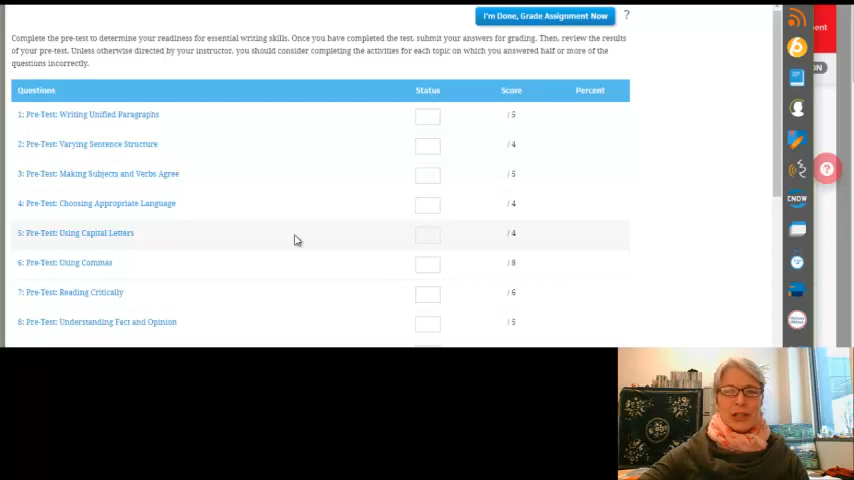 I'm Done, Grade Assignment Now
?
Complete the pre-test to determine your readiness for essential writing skills. Once you have completed the test, submit your answers for grading. Then, review the results
of your pre-test. Unless otherwise directed by your instructor, you should consider completing the activities for each topic on which you answered half or more of the
questions incorrectly.
Questions Status Score Percent
1: Pre-Test: Writing Unified Paragraphs / 5
2: Pre-Test: Varying Sentence Structure / 4
3: Pre-Test: Making Subjects and Verbs Agree / 5
4: Pre-Test: Choosing Appropriate Language / 4
5: Pre-Test: Using Capital Letters / 4
6: Pre-Test: Using Commas / 8
7: Pre-Test: Reading Critically / 6
8: Pre-Test: Understanding Fact and Opinion / 5
ent
ON
?
CNOW